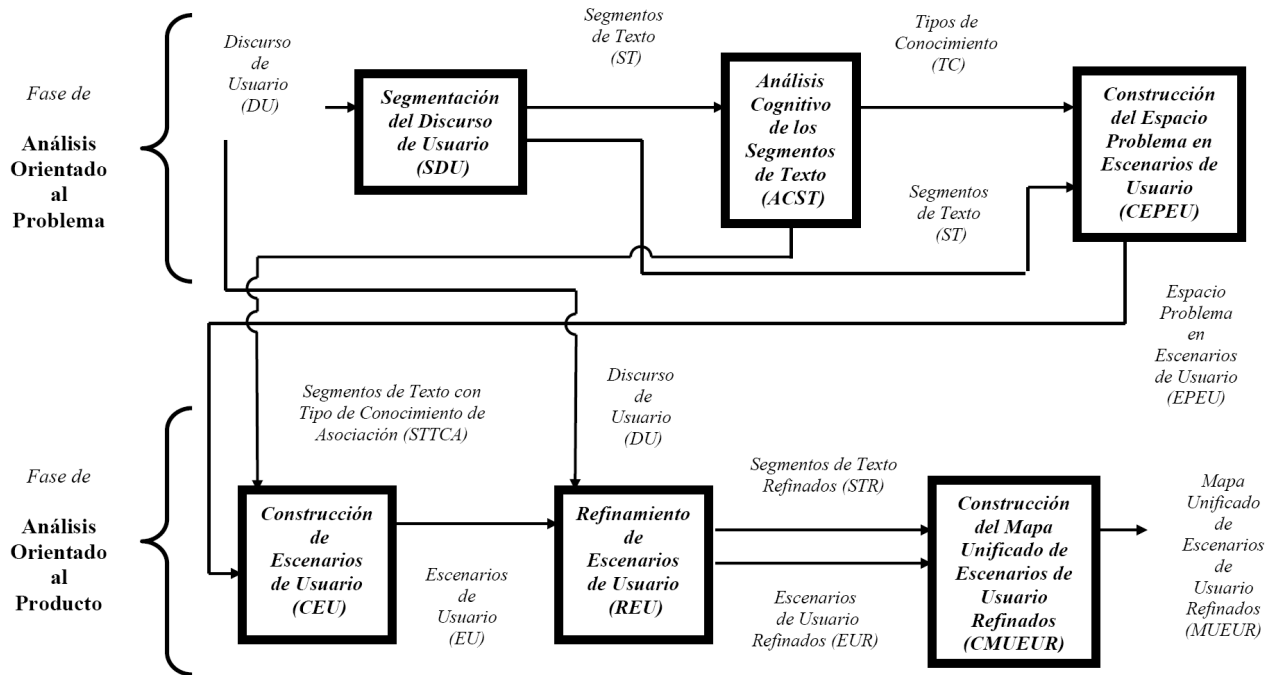 Fase de
Análisis
Orientado
al
Problema
Discurso
de
Usuario
(DU)
Segmentación
del Discurso
de Usuario
(SDU)
Segmentos
de Texto
(ST)
Análisis
Cognitivo
de los
Segmentos
de Texto
(ACST)
Tipos de
Conocimiento
(TC)
Segmentos
de Texto
(ST)
Construcción
del Espacio
Problema en
Escenarios de
Usuario
(CEPEU)
Espacio
Problema
en
Escenarios
de Usuario
(EPEU)
Fase de
Análisis
Orientado
al
Producto
Segmentos de Texto con
Tipo de Conocimiento de
Asociación (STTCA)
Discurso
de
Usuario
(DU)
Construcción
de
Escenarios
de Usuario
(CEU)
Escenarios
de
Usuario
(EU)
Refinamiento
de
Escenarios
de Usuario
(REU)
Segmentos de Texto
Refinados (STR)
Escenarios
de Usuario
Refinados (EUR)
Construcción
del Mapa
Unificado de
Escenarios de
Usuario
Refinados
(CMUEUR)
Mapa
Unificado
de
Escenarios
de
Usuario
Refinados
(MUEUR)